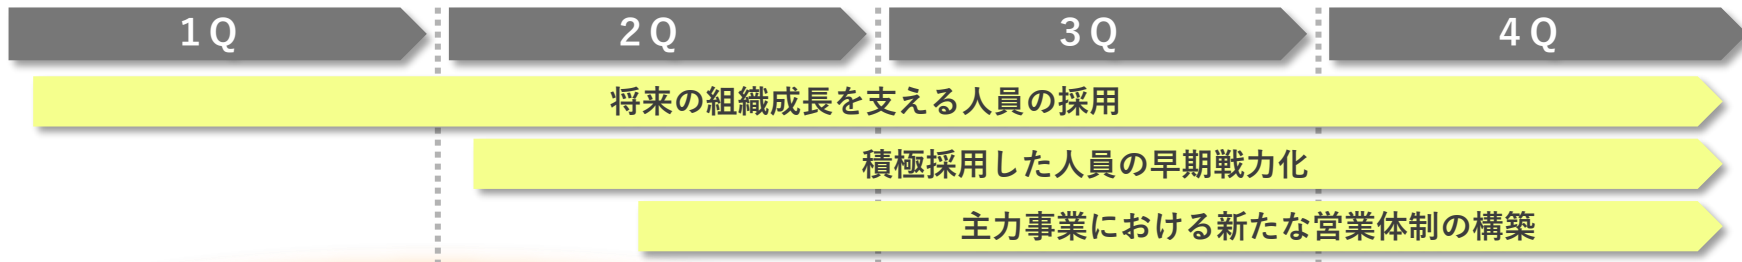 1Q
2Q
3Q
4Q
将来の組織成長を支える人員の採用
積極採用した人員の早期戦力化
主力事業における新たな営業体制の構築